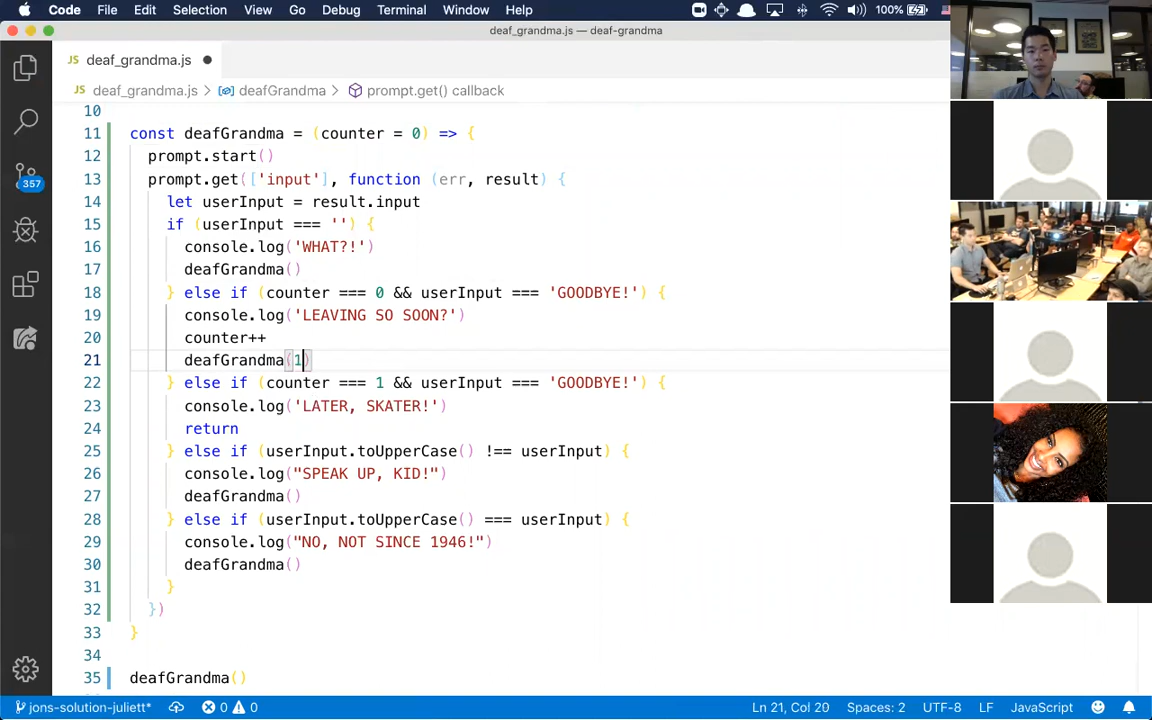 Code File Edit Selection View Go Debug Terminal Window Help 100%
deaf_grandma.js — deaf-grandma
JS deaf_grandma.js
JS deaf_grandma.js > deafGrandma > prompt.get() callback
10
11 const deafGrandma = (counter = 0) => {
12 prompt.start()
13 prompt.get(['input'], function (err, result) {
14 let userInput = result.input
15 if (userInput === '') {
16 console.log('WHAT?!')
17 deafGrandma()
18 } else if (counter === 0 && userInput === 'GOODBYE!') {
19 console.log('LEAVING SO SOON?')
20 counter++
21 deafGrandma(1)
22 } else if (counter === 1 && userInput === 'GOODBYE!') {
23 console.log('LATER, SKATER!')
24 return
25 } else if (userInput.toUpperCase() !== userInput) {
26 console.log("SPEAK UP, KID!")
27 deafGrandma()
28 } else if (userInput.toUpperCase() === userInput) {
29 console.log("NO, NOT SINCE 1946!")
30 deafGrandma()
31 }
32 })
33 }
34
35 deafGrandma()
357
jons-solution-juliett* 0 0 Ln 21, Col 20 Spaces: 2 UTF-8 LF JavaScript